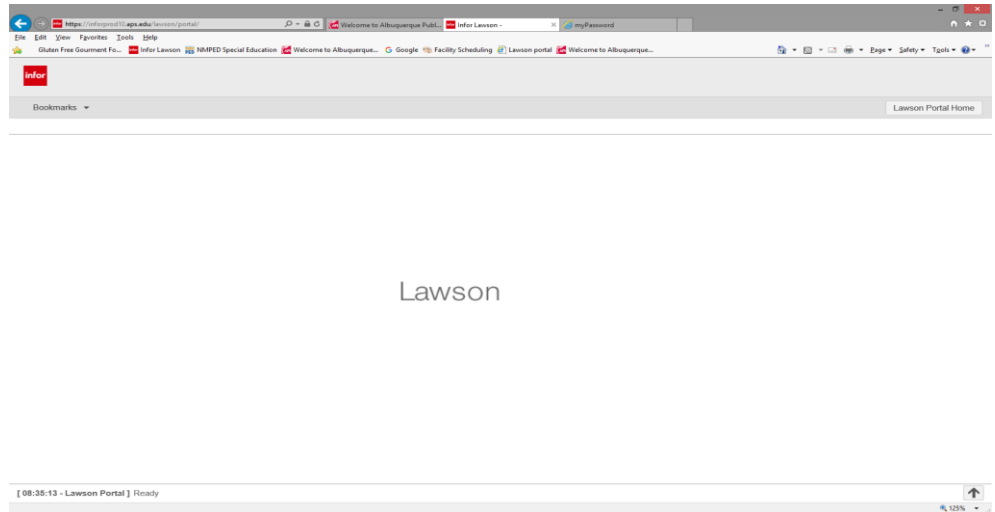 https://inforprod10.aps.edu/lawson/portal/
Welcome to Albuquerque Publ...
Infor Lawson -
myPassword
File Edit View Favorites Tools Help
Gluten Free Gourment Fo... Infor Lawson NMPED Special Education Welcome to Albuquerque... Google Facility Scheduling Lawson portal Welcome to Albuquerque... Page Safety Tools
infor
Bookmarks
Lawson Portal Home
Lawson
[ 08:35:13 - Lawson Portal ] Ready
125%